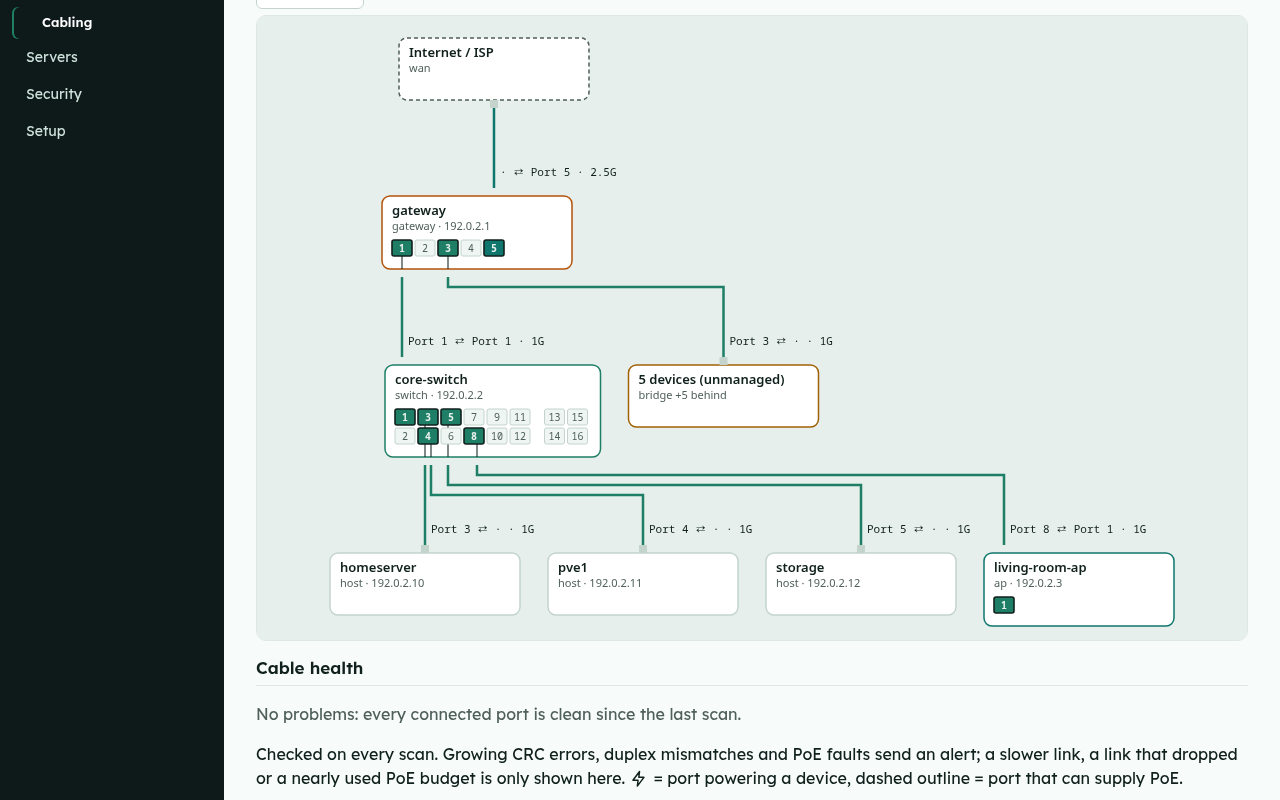 Cabling
Servers
Security
Setup
Internet / ISP
wan
· ⇄ Port 5 · 2.5G
gateway
gateway · 192.0.2.1
1 2 3 4 5
Port 1 ⇄ Port 1 · 1G
Port 3 ⇄ · · 1G
core-switch
switch · 192.0.2.2
1 3 5 7 9 11 13 15
2 4 6 8 10 12 14 16
5 devices (unmanaged)
bridge +5 behind
Port 3 ⇄ · · 1G
Port 4 ⇄ · · 1G
Port 5 ⇄ · · 1G
Port 8 ⇄ Port 1 · 1G
homeserver
host · 192.0.2.10
pve1
host · 192.0.2.11
storage
host · 192.0.2.12
living-room-ap
ap · 192.0.2.3
1
Cable health
No problems: every connected port is clean since the last scan.
Checked on every scan. Growing CRC errors, duplex mismatches and PoE faults send an alert; a slower link, a link that dropped
or a nearly used PoE budget is only shown here. = port powering a device, dashed outline = port that can supply PoE.